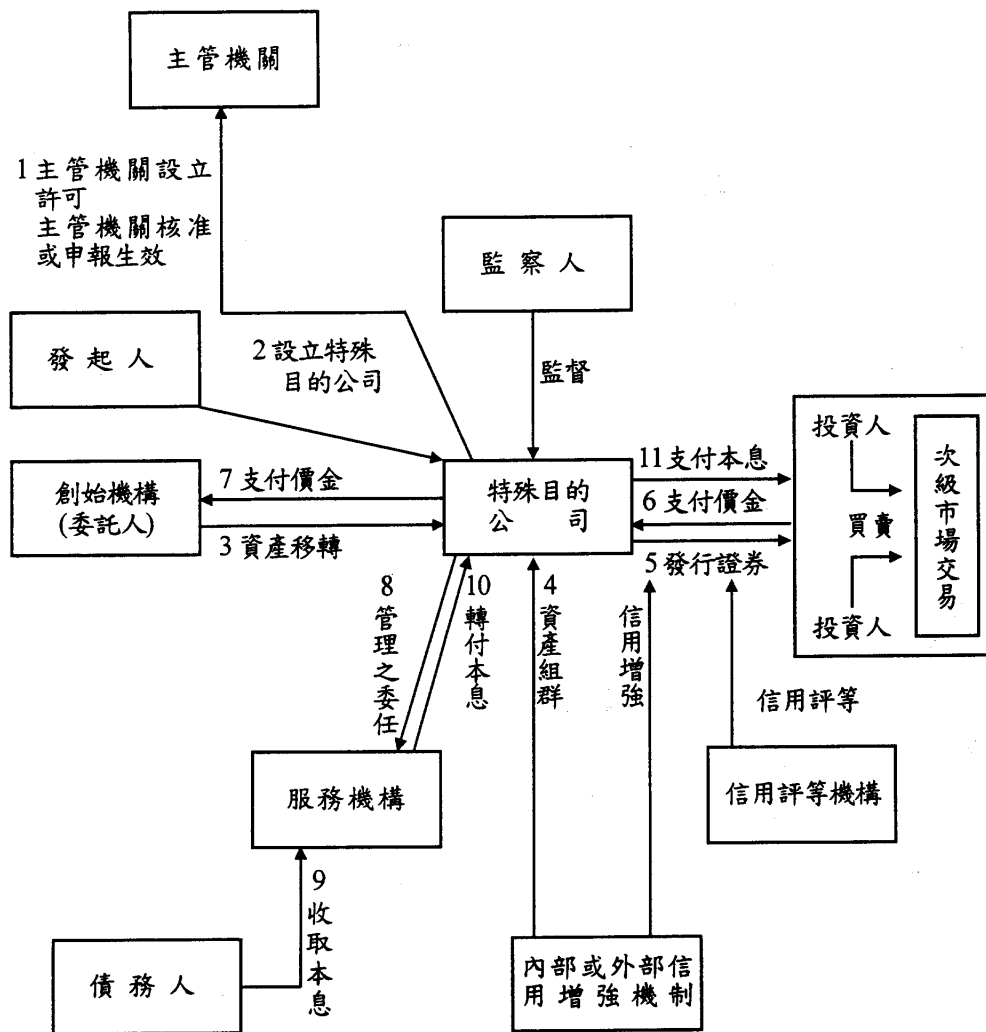 主管機關
1 主管機關設立
許可
主管機關核准
或申報生效
監察人
發起人
2 設立特殊
目的公司
監督
創始機構
(委託人)
7 支付價金
3 資產移轉
特殊目的
公司
11 支付本息
6 支付價金
5 發行證券
投資人
買賣
投資人
次級市場交易
8 管理之委任
10 轉付本息
4 資產組群
信用增強
信用評等
服務機構
信用評等機構
9 收取本息
債務人
內部或外部信
用增強機制